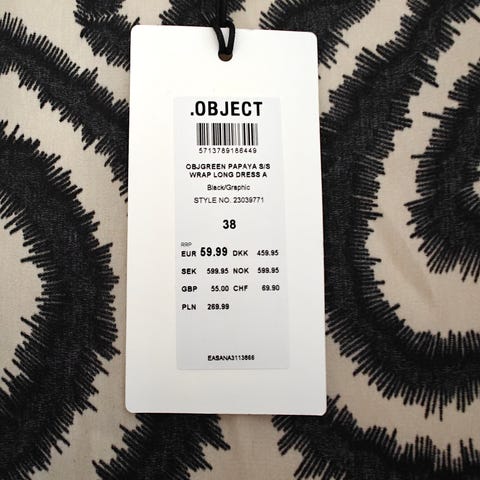 .OBJECT
5713789186449
OBJGREEN PAPAYA S/S
WRAP LONG DRESS A
Black/Graphic
STYLE NO. 23039771
38
RRP
EUR 59.99 DKK 459.95
SEK 599.95 NOK 599.95
GBP 55.00 CHF 69.90
PLN 269.99
EASANA3113866